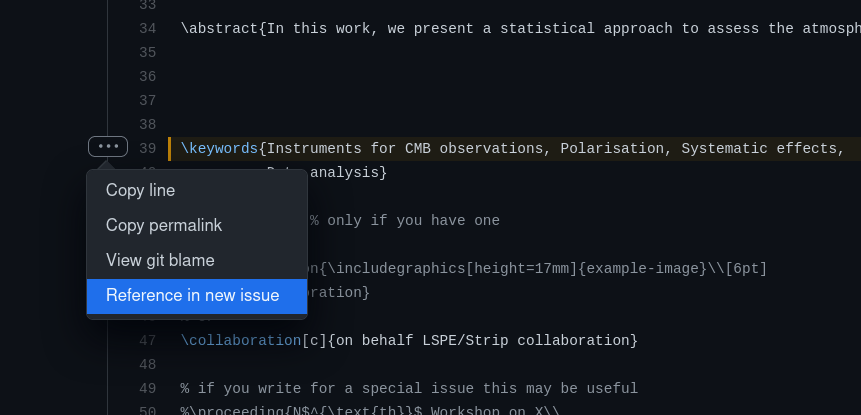 33
34 \abstract{In this work, we present a statistical approach to assess the atmosph
35
36
37
38
39 \keywords{Instruments for CMB observations, Polarisation, Systematic effects,
analysis}
Copy line
Copy permalink
% only if you have one
View git blame
on{\includegraphics[height=17mm]{example-image}\\[6pt]
Reference in new issue
oration}
47 \collaboration[c]{on behalf LSPE/Strip collaboration}
48
49 % if you write for a special issue this may be useful
50 %\proceeding{N$^{\text{th}}$ Workshop on X\\